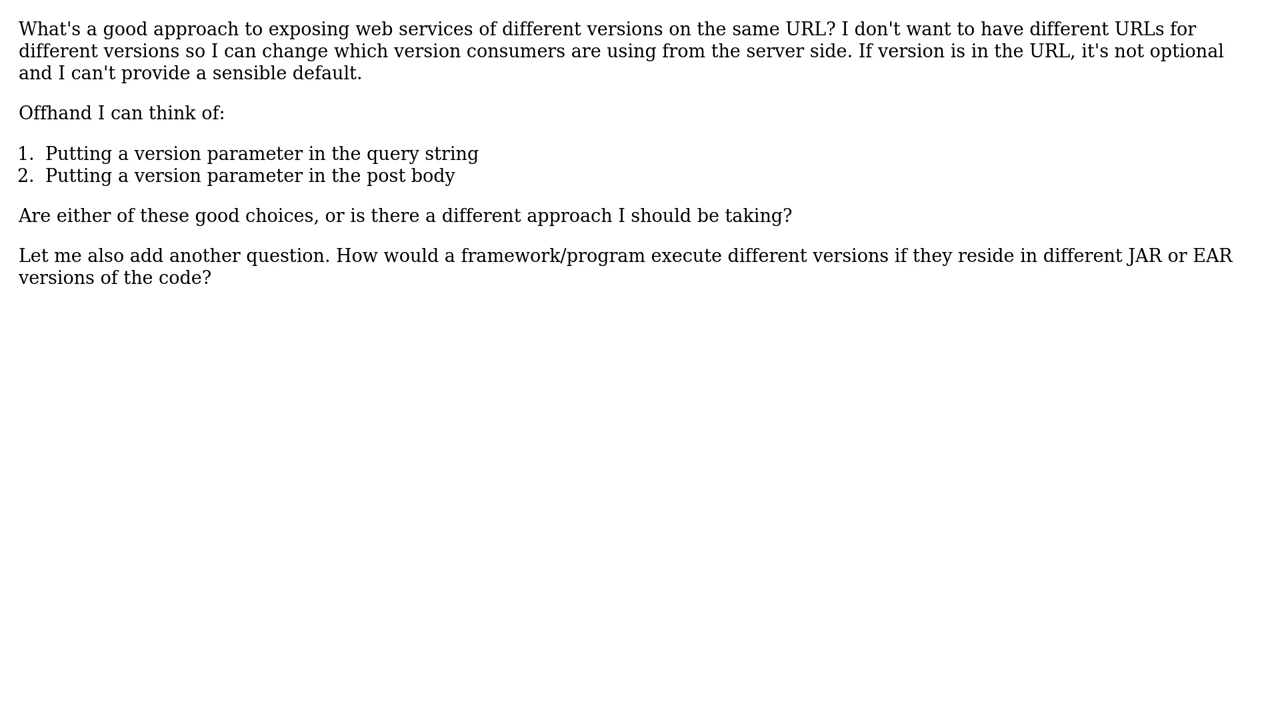 What's a good approach to exposing web services of different versions on the same URL? I don't want to have different URLs for
different versions so I can change which version consumers are using from the server side. If version is in the URL, it's not optional
and I can't provide a sensible default.
Offhand I can think of:
1. Putting a version parameter in the query string
2. Putting a version parameter in the post body
Are either of these good choices, or is there a different approach I should be taking?
Let me also add another question. How would a framework/program execute different versions if they reside in different JAR or EAR
versions of the code?